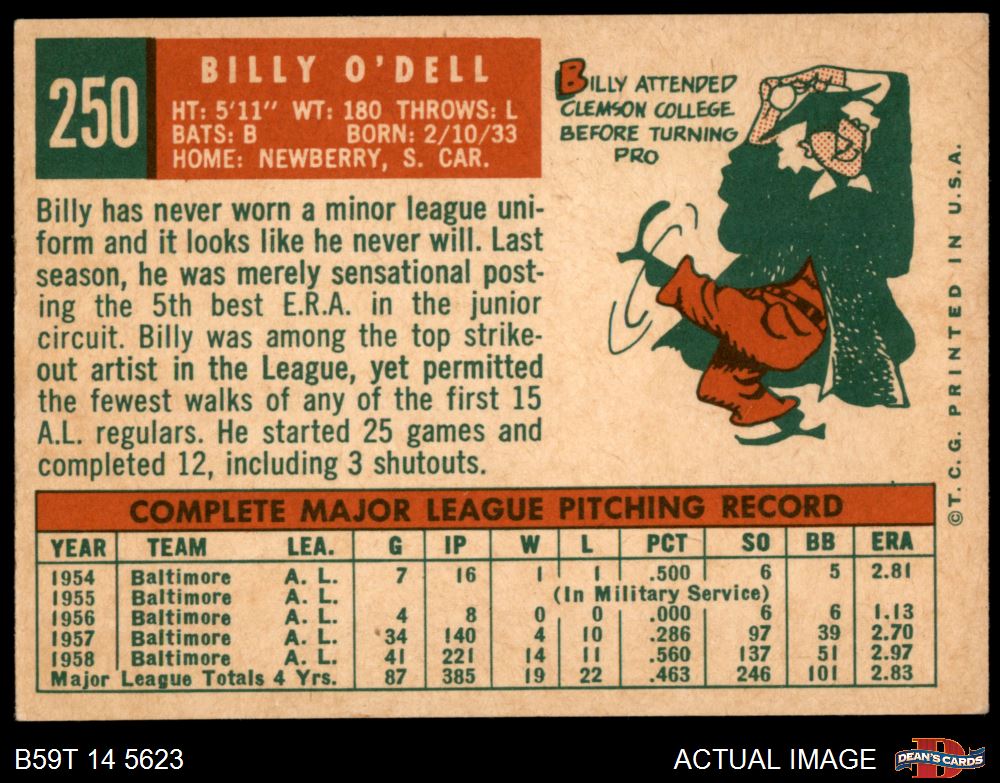 250
BILLY O'DELL
HT: 5'11" WT: 180 THROWS: L
BATS: B BORN: 2/10/33
HOME: NEWBERRY, S. CAR.
BILLY ATTENDED
CLEMSON COLLEGE
BEFORE TURNING
PRO
Billy has never worn a minor league uni-
form and it looks like he never will. Last
season, he was merely sensational post-
ing the 5th best E.R.A. in the junior
circuit. Billy was among the top strike-
out artist in the League, yet permitted
the fewest walks of any of the first 15
A.L. regulars. He started 25 games and
completed 12, including 3 shutouts.
©T.C.G. PRINTED IN U.S.A.
COMPLETE MAJOR LEAGUE PITCHING RECORD
YEAR TEAM LEA. G IP W L PCT SO BB ERA
1954 Baltimore A. L. 7 16 1 1 .500 6 5 2.81
1955 Baltimore A. L. (In Military Service)
1956 Baltimore A. L. 4 8 0 0 .000 6 6 1.13
1957 Baltimore A. L. 34 140 4 10 .286 97 39 2.70
1958 Baltimore A. L. 41 221 14 11 .560 137 51 2.97
Major League Totals 4 Yrs. 87 385 19 22 .463 246 101 2.83
B59T 14 5623
ACTUAL IMAGE
DEAN'S CARDS